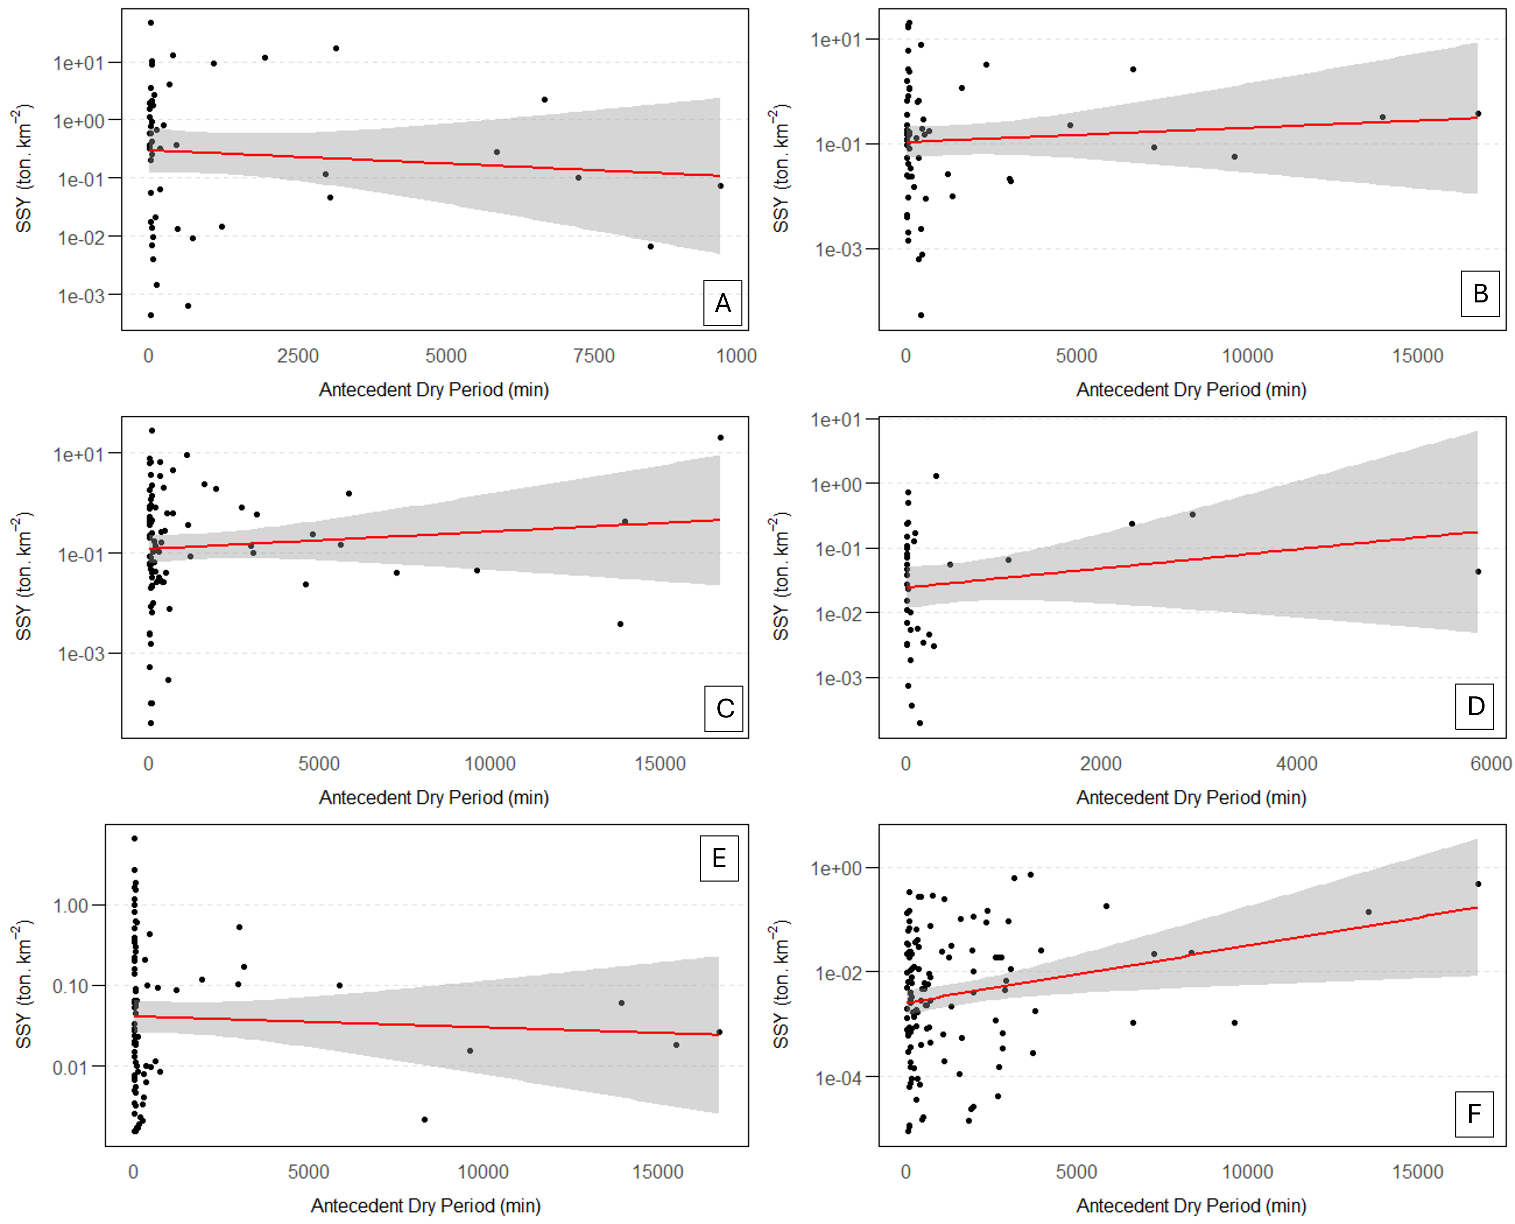 1e+01
1e+00
1e-01
1e-02
1e-03
SSY (ton. km⁻²)
A
0 2500 5000 7500 1000
Antecedent Dry Period (min)
1e+01
1e-01
1e-03
SSY (ton. km⁻²)
B
0 5000 10000 15000
Antecedent Dry Period (min)
1e+01
1e-01
1e-03
SSY (ton. km⁻²)
C
0 5000 10000 15000
Antecedent Dry Period (min)
1e+01
1e+00
1e-01
1e-02
1e-03
SSY (ton. km⁻²)
D
0 2000 4000 6000
Antecedent Dry Period (min)
E
1.00
0.10
0.01
SSY (ton. km⁻²)
0 5000 10000 15000
Antecedent Dry Period (min)
1e+00
1e-02
1e-04
SSY (ton. km⁻²)
F
0 5000 10000 15000
Antecedent Dry Period (min)